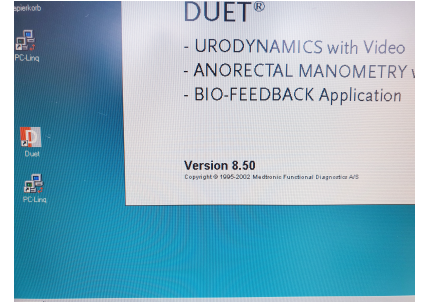 apierkorb
PC-Linq
Duet
PC-Linq
DUET®
- URODYNAMICS with Video
- ANORECTAL MANOMETRY
- BIO-FEEDBACK Application
Version 8.50
Copyright © 1995-2002 Medtronic Functional Diagnostics A/S